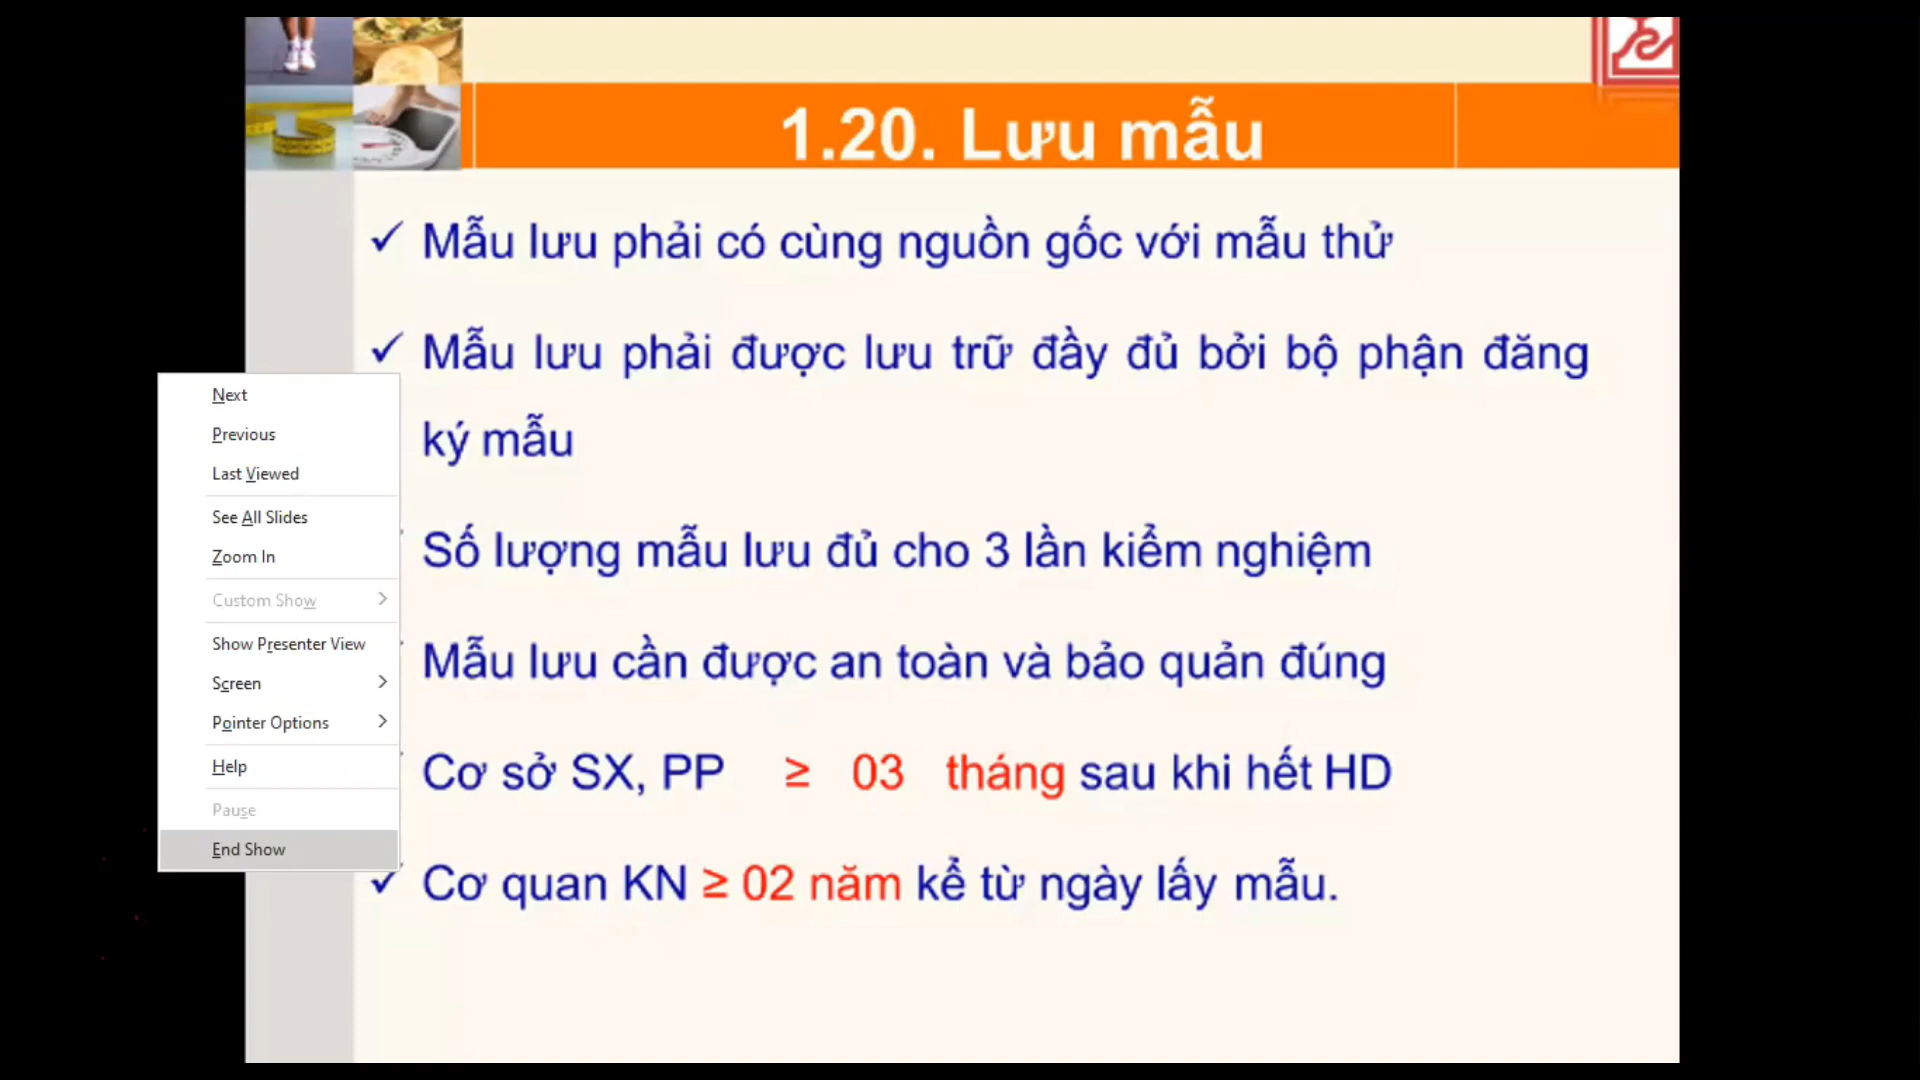 1.20. Lưu mẫu
✓ Mẫu lưu phải có cùng nguồn gốc với mẫu thử
✓ Mẫu lưu phải được lưu trữ đầy đủ bởi bộ phận đăng
ký mẫu
Số lượng mẫu lưu đủ cho 3 lần kiểm nghiệm
Mẫu lưu cần được an toàn và bảo quản đúng
Cơ sở SX, PP ≥ 03 tháng sau khi hết HD
✓ Cơ quan KN ≥ 02 năm kể từ ngày lấy mẫu.
Next
Previous
Last Viewed
See All Slides
Zoom In
Custom Show
Show Presenter View
Screen
Pointer Options
Help
Pause
End Show